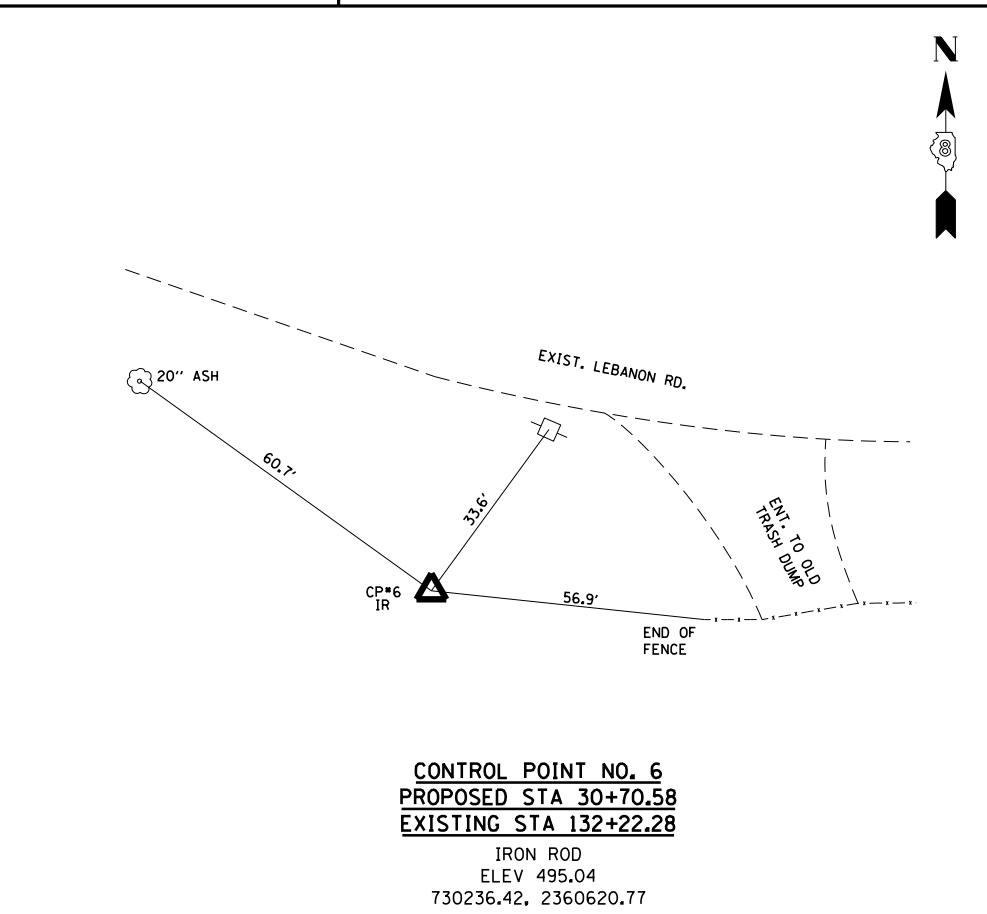 N
8
EXIST. LEBANON RD.
20'' ASH
60.7'
33.6'
ENT. TO OLD
TRASH DUMP
CP#6
IR
56.9'
END OF
FENCE
CONTROL POINT NO. 6
PROPOSED STA 30+70.58
EXISTING STA 132+22.28
IRON ROD
ELEV 495.04
730236.42, 2360620.77